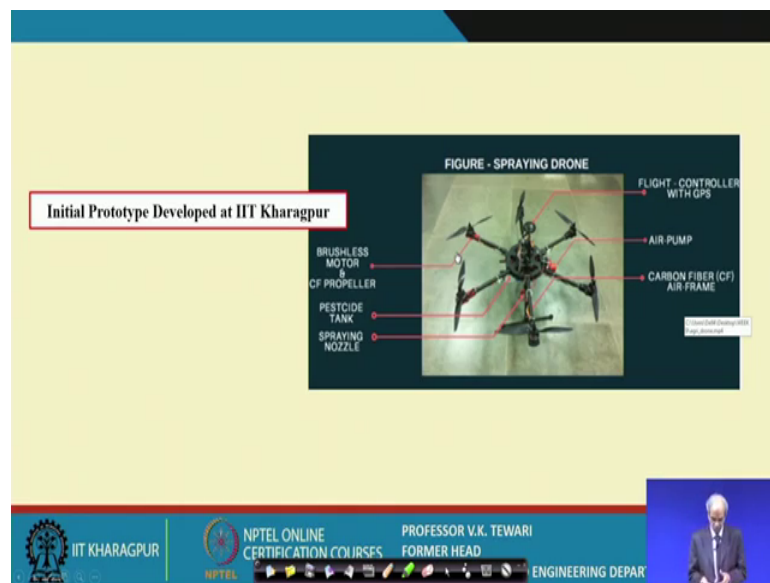 FIGURE - SPRAYING DRONE
Initial Prototype Developed at IIT Kharagpur
BRUSHLESS
MOTOR
&
CF PROPELLER
PESTCIDE
TANK
SPRAYING
NOZZLE
FLIGHT - CONTROLLER
WITH GPS
AIR-PUMP
CARBON FIBER (CF)
AIR-FRAME
IIT KHARAGPUR
NPTEL
NPTEL ONLINE
CERTIFICATION COURSES
PROFESSOR V.K. TEWARI
FORMER HEAD
ENGINEERING DEPAR